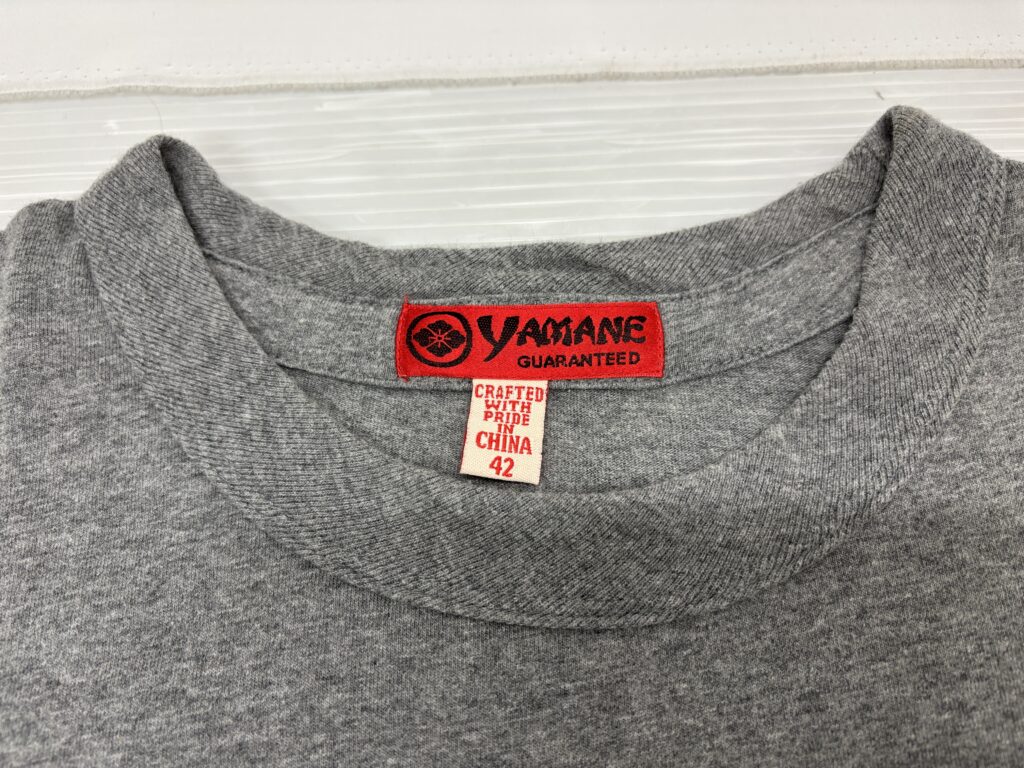 YAMANE
GUARANTEED
CRAFTED
WITH
PRIDE
IN
CHINA
42